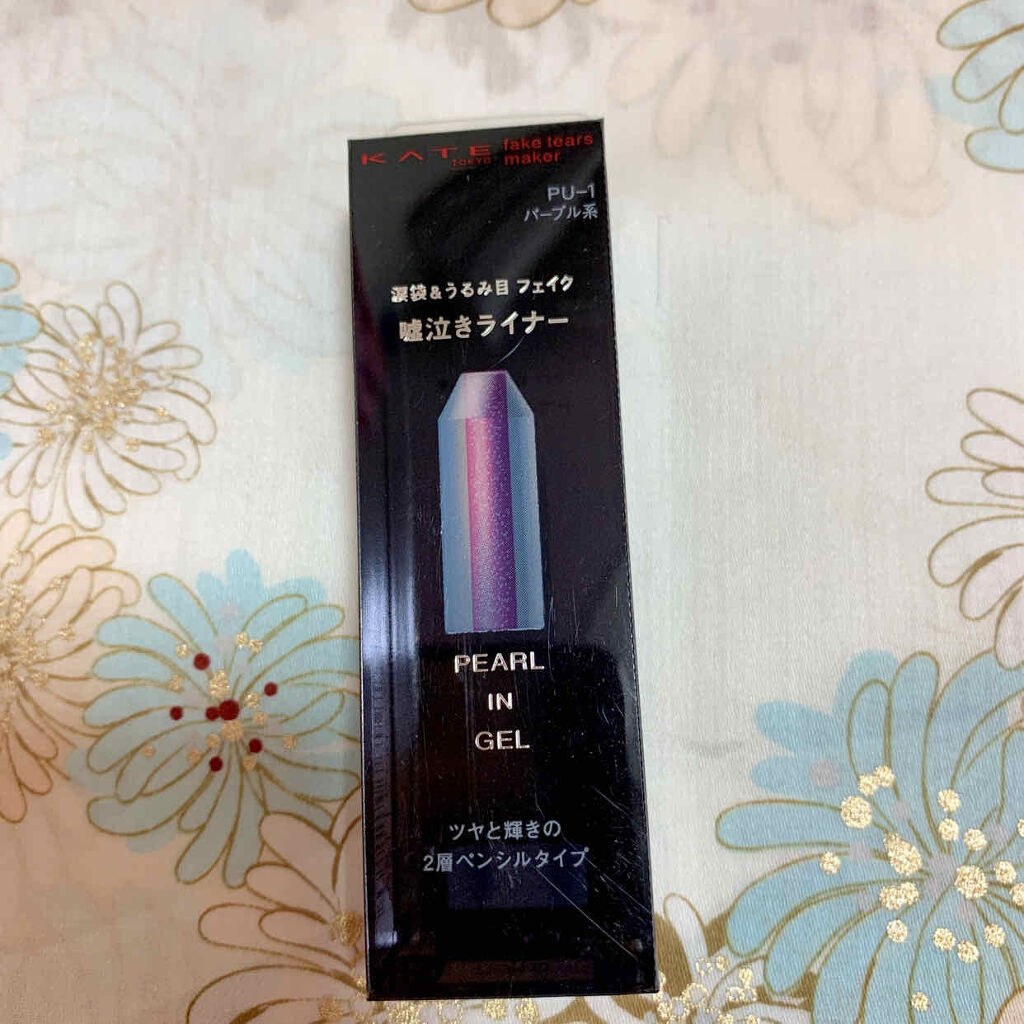 KATE
TOKYO
fake tears
maker
PU-1
パープル系
涙袋&うるみ目 フェイク
嘘泣きライナー
PEARL
IN
GEL
ツヤと輝きの
2層ペンシルタイプ